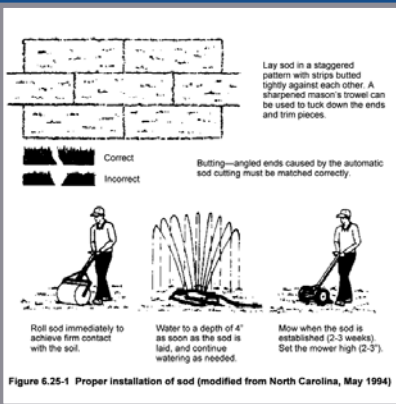 Lay sod in a staggered
pattern with strips butted
tightly against each other. A
sharpened mason's trowel can
be used to tuck down the ends
and trim pieces.
Correct
Incorrect
Butting—angled ends caused by the automatic
sod cutting must be matched correctly.
Roll sod immediately to
achieve firm contact
with the soil.
Water to a depth of 4"
as soon as the sod is
laid, and continue
watering as needed.
Mow when the sod is
established (2-3 weeks).
Set the mower high (2-3").
Figure 6.25-1 Proper installation of sod (modified from North Carolina, May 1994)